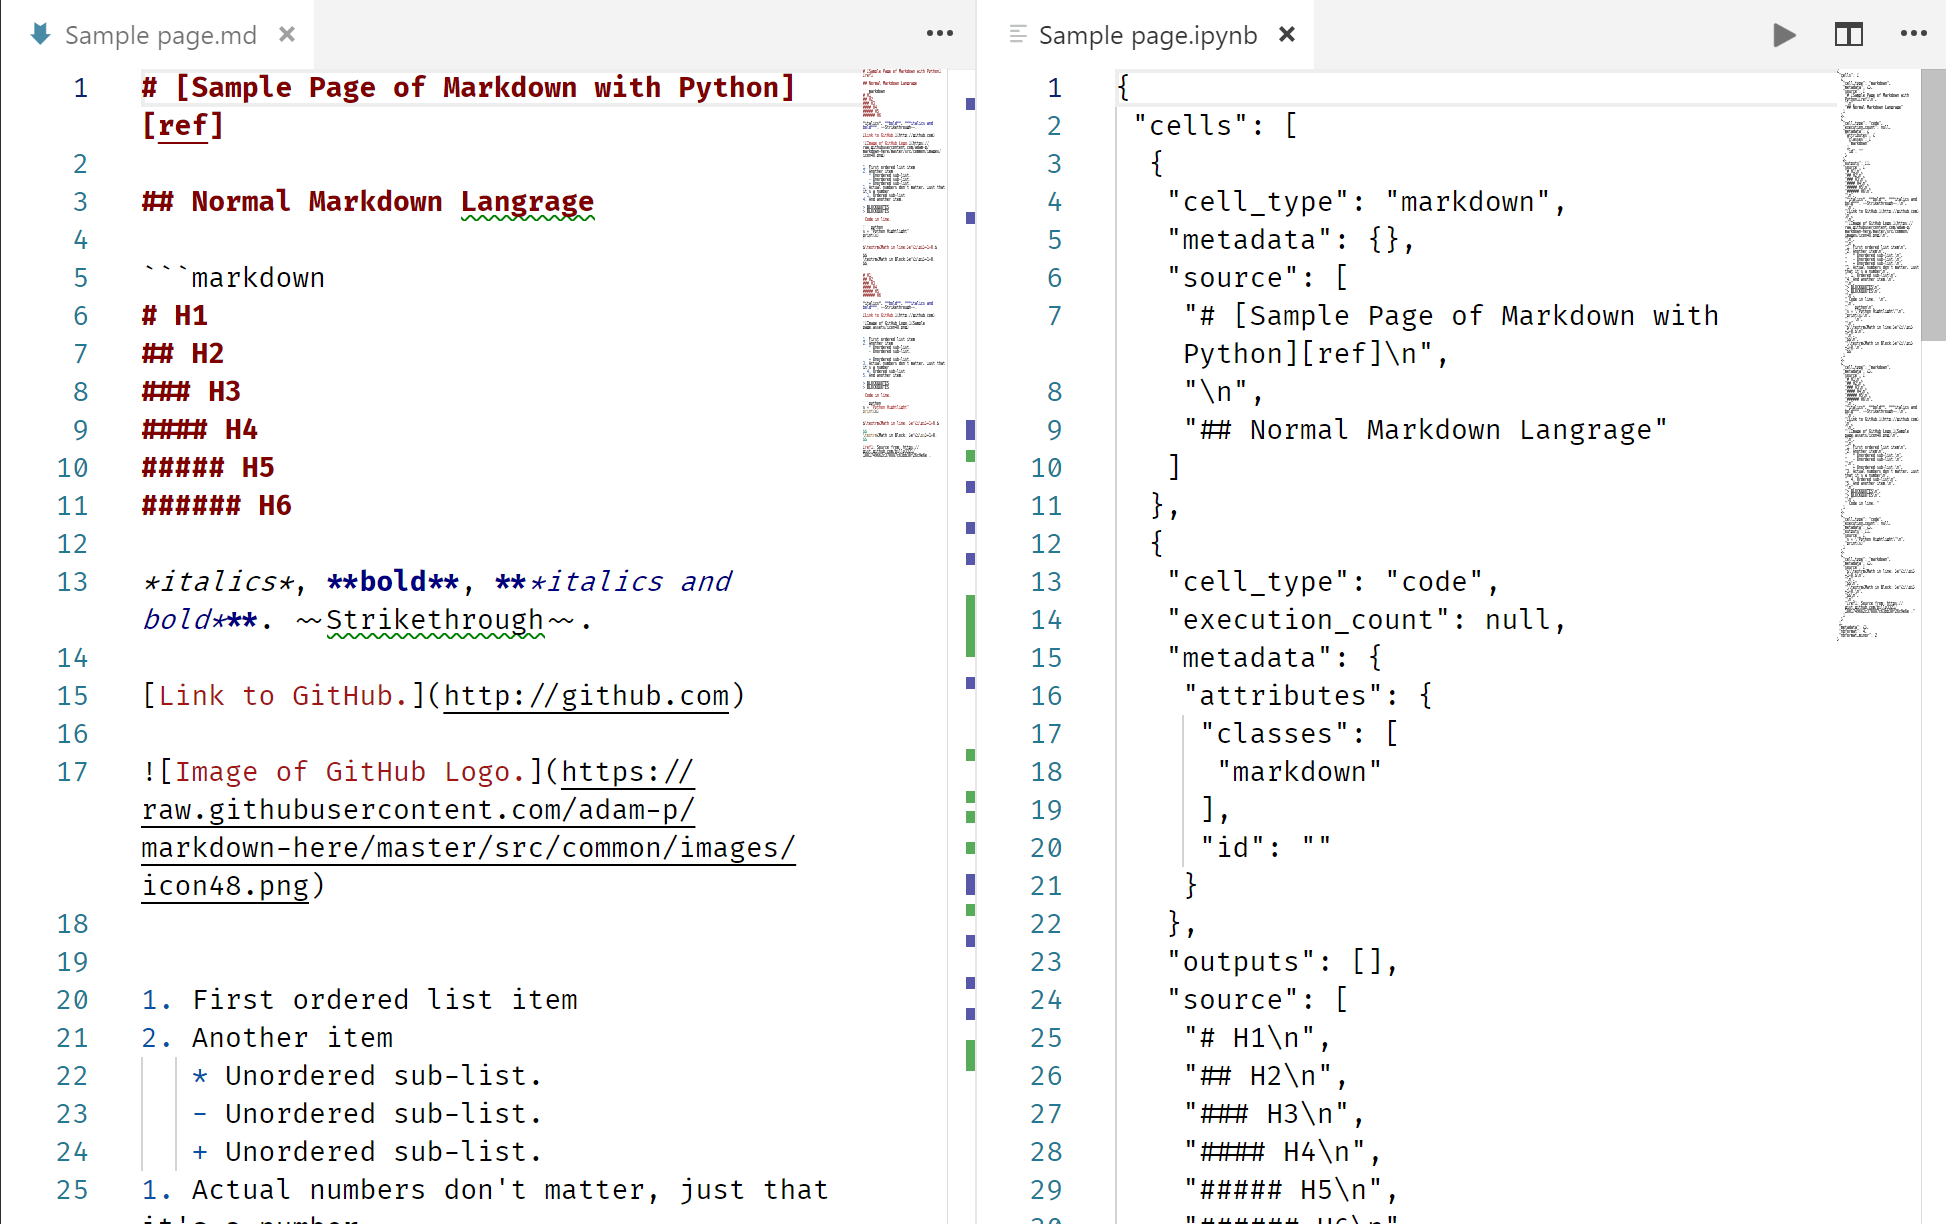 Sample page.md
1 # [Sample Page of Markdown with Python]
[ref]
2
3 ## Normal Markdown Langrage
4
5 ```markdown
6 # H1
7 ## H2
8 ### H3
9 #### H4
10 ##### H5
11 ###### H6
12
13 *italics*, **bold**, ***italics and
bold***. ~~Strikethrough~~.
14
15 [Link to GitHub.](http://github.com)
16
17 ![Image of GitHub Logo.](https://
raw.githubusercontent.com/adam-p/
markdown-here/master/src/common/images/
icon48.png)
18
19
20 1. First ordered list item
21 2. Another item
22 * Unordered sub-list.
23 - Unordered sub-list.
24 + Unordered sub-list.
25 1. Actual numbers don't matter, just that
it's a number
Sample page.ipynb
1 {
2 "cells": [
3 {
4 "cell_type": "markdown",
5 "metadata": {},
6 "source": [
7 "# [Sample Page of Markdown with
Python][ref]\n",
8 "\n",
9 "## Normal Markdown Langrage"
10 ]
11 },
12 {
13 "cell_type": "code",
14 "execution_count": null,
15 "metadata": {
16 "attributes": {
17 "classes": [
18 "markdown"
19 ],
20 "id": ""
21 }
22 },
23 "outputs": [],
24 "source": [
25 "# H1\n",
26 "## H2\n",
27 "### H3\n",
28 "#### H4\n",
29 "##### H5\n",
30 "###### H6\n"